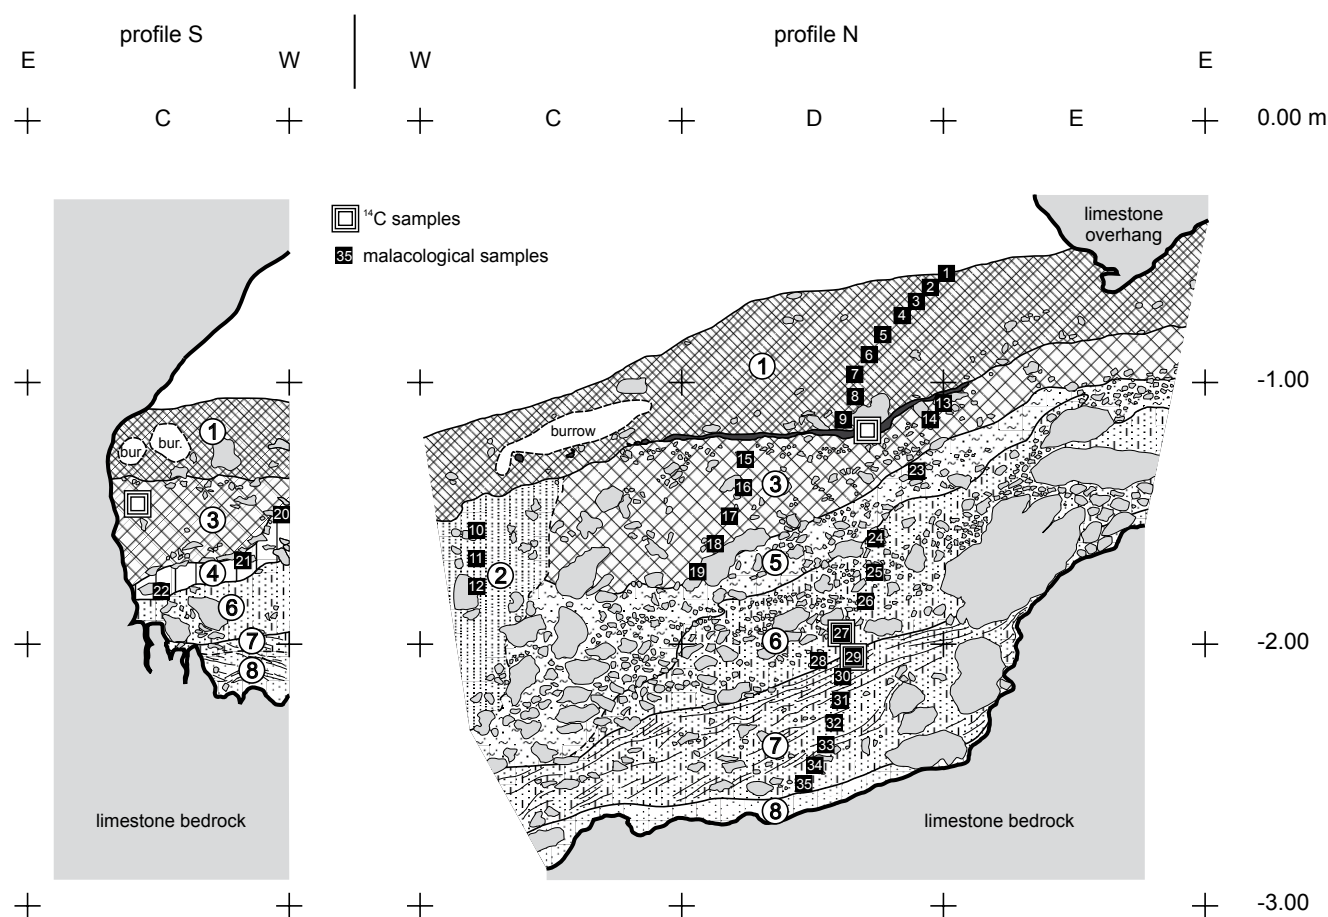 profile S
profile N
E
W
W
E
C
C
D
E
0.00 m
¹⁴C samples
35 malacological samples
limestone
overhang
1
2
3
4
5
6
7
8
9
13
14
1
-1.00
burrow
1
bur.
bur.
15
16
17
18
19
3
23
20
3
21
4
22
6
7
8
10
11
12
2
24
25
26
5
27
28
29
30
6
-2.00
31
32
33
34
35
7
8
limestone bedrock
limestone bedrock
-3.00